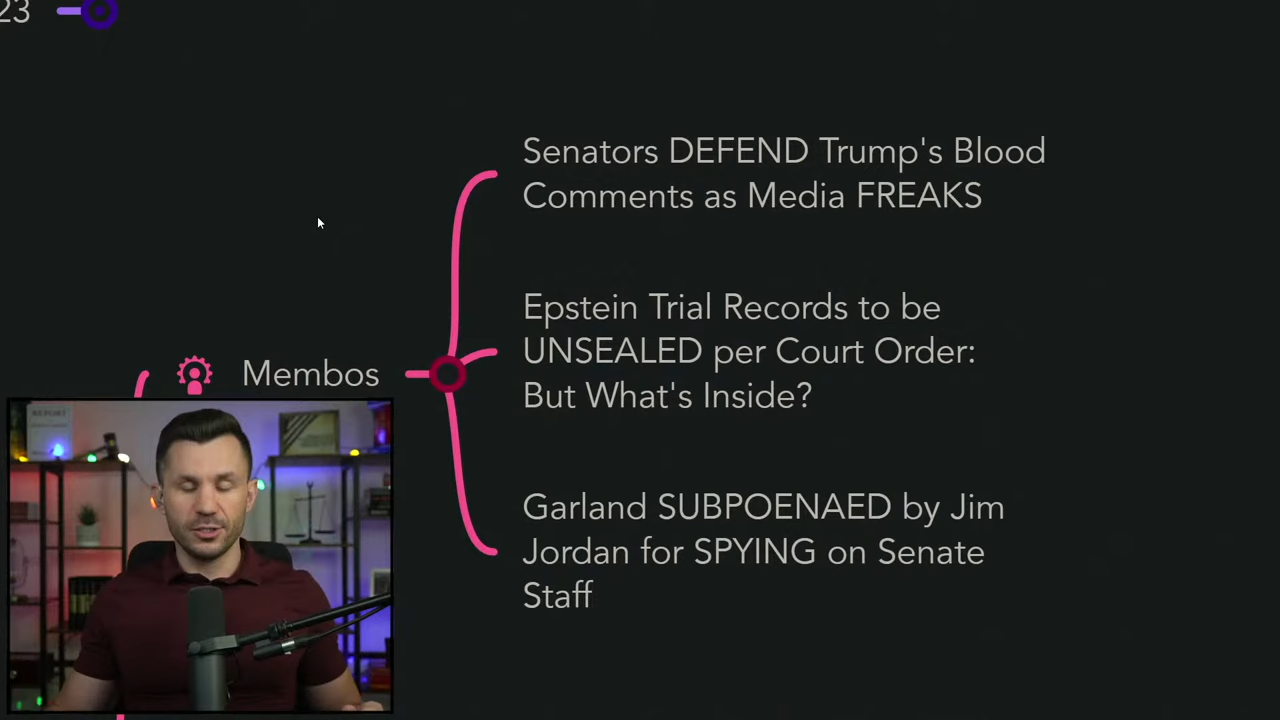 23
Senators DEFEND Trump's Blood
Comments as Media FREAKS
Epstein Trial Records to be
UNSEALED per Court Order:
But What's Inside?
Membos
Garland SUBPOENAED by Jim
Jordan for SPYING on Senate
Staff
REPORT